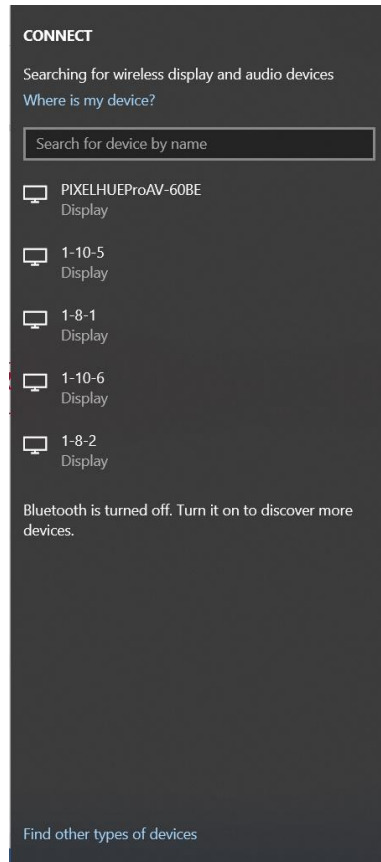 CONNECT
Searching for wireless display and audio devices
Where is my device?
Search for device by name
PIXELHUEProAV-60BE
Display
1-10-5
Display
1-8-1
Display
1-10-6
Display
1-8-2
Display
Bluetooth is turned off. Turn it on to discover more
devices.
Find other types of devices